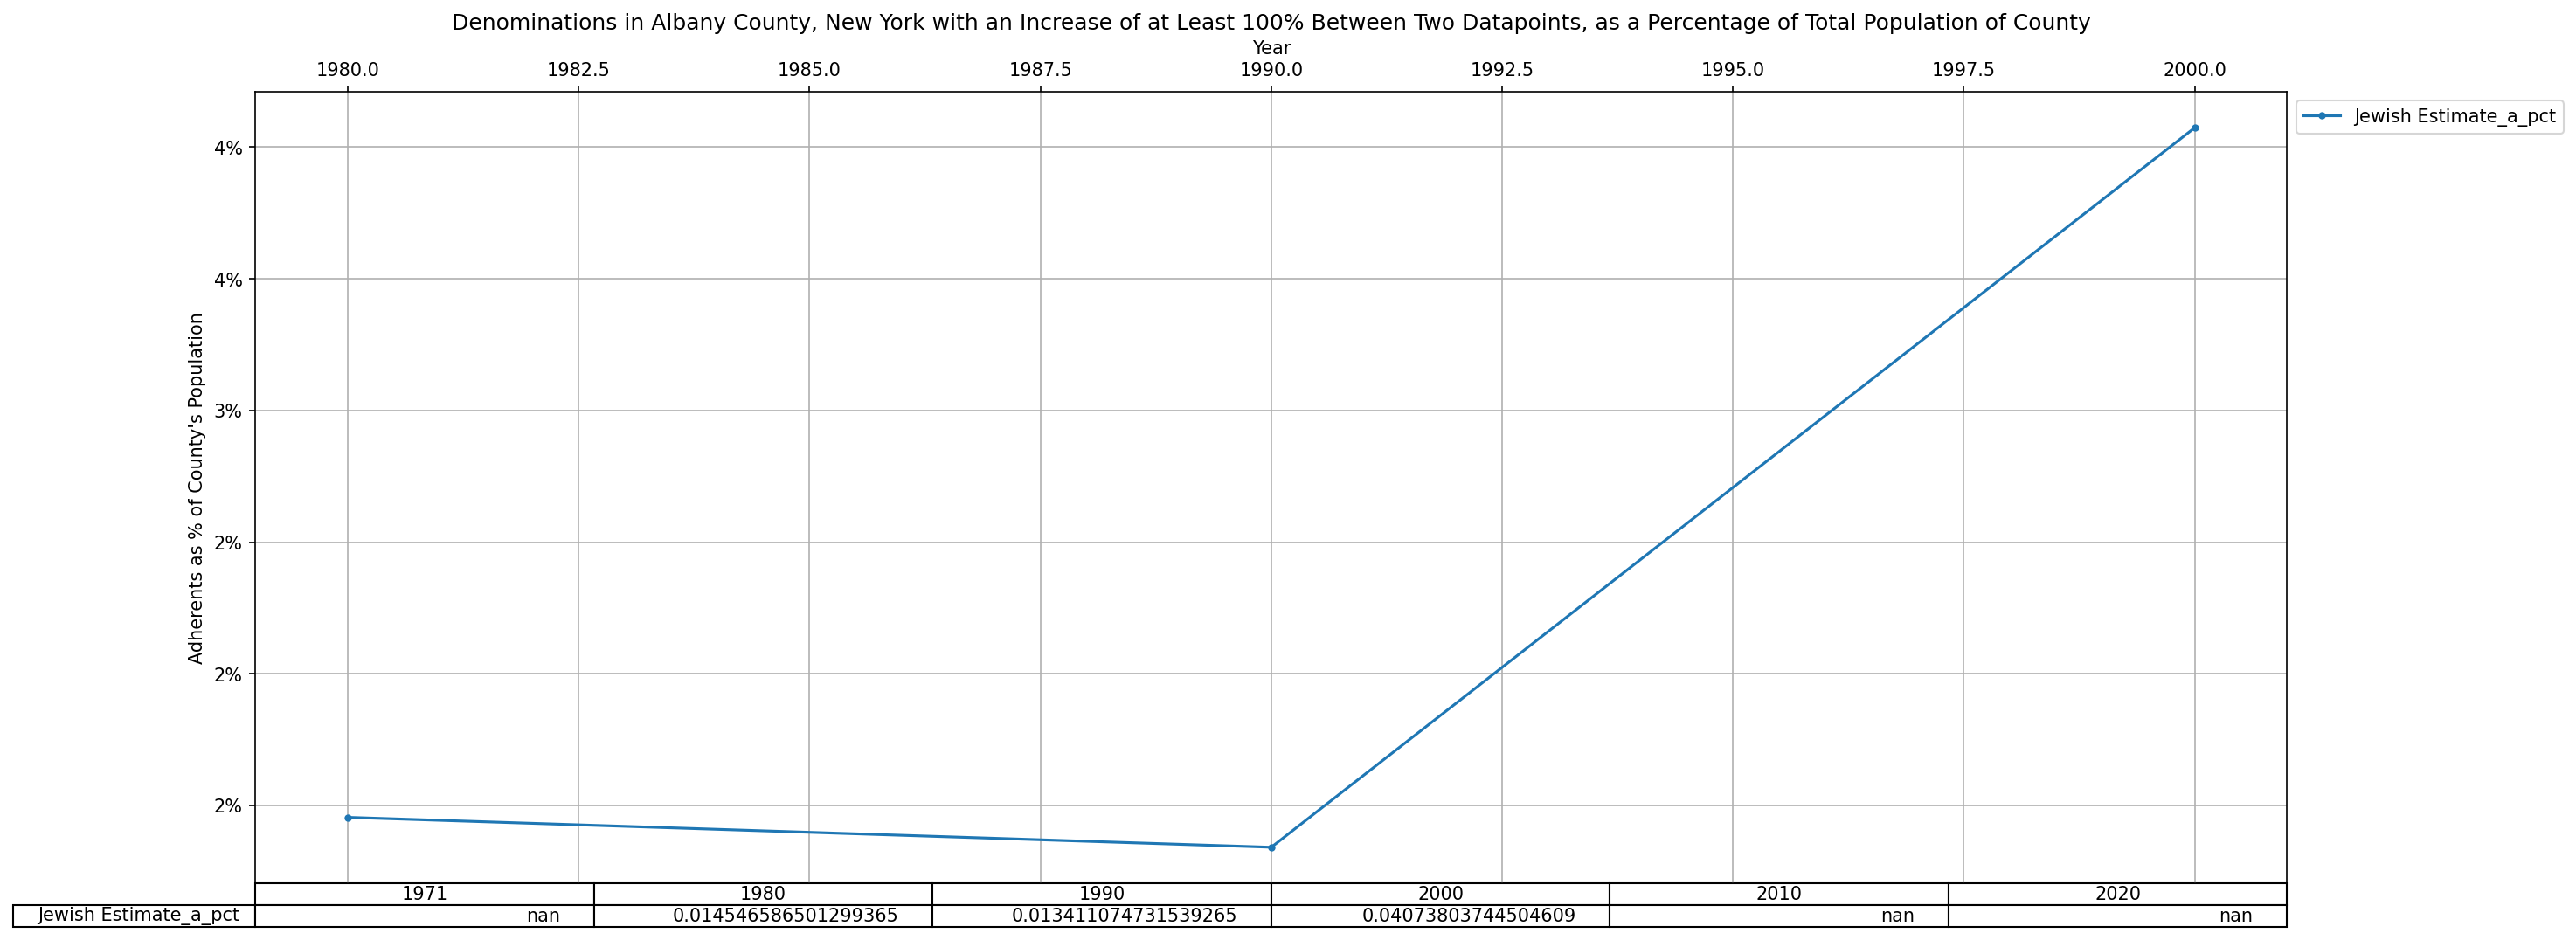 Denominations in Albany County, New York with an Increase of at Least 100% Between Two Datapoints, as a Percentage of Total Population of County
Year
1980.0 1982.5 1985.0 1987.5 1990.0 1992.5 1995.0 1997.5 2000.0
Jewish Estimate_a_pct
4%
4%
3%
2%
2%
2%
Adherents as % of County's Population
1971 1980 1990 2000 2010 2020
Jewish Estimate_a_pct nan 0.014546586501299365 0.013411074731539265 0.04073803744504609 nan nan